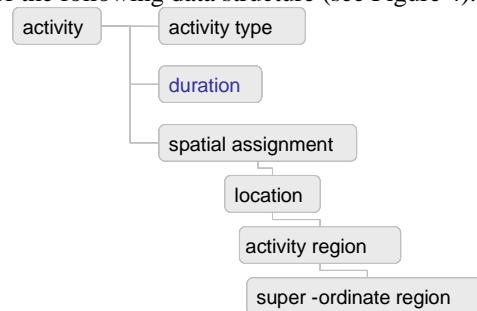 the following data structure (see Figure 4).
activity
activity type
duration
spatial assignment
location
activity region
super -ordinate region